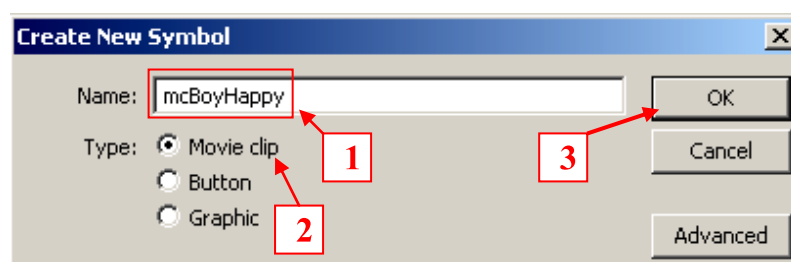 Create New Symbol
Name: mcBoyHappy OK
Type: Movie clip 1 3 Cancel
Button
Graphic 2 Advanced